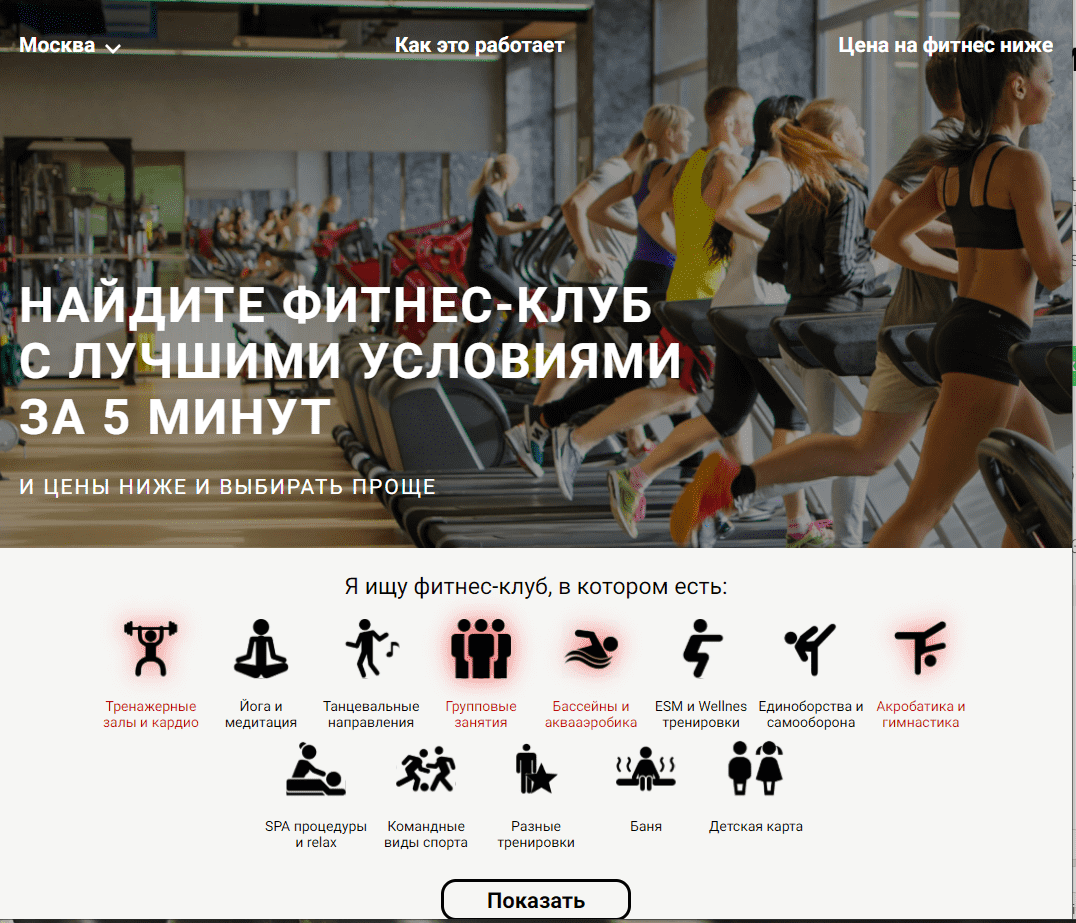 Москва
Как это работает
Цена на фитнес ниже
НАЙДИТЕ ФИТНЕС-КЛУБ
С ЛУЧШИМИ УСЛОВИЯМИ
ЗА 5 МИНУТ
И ЦЕНЫ НИЖЕ И ВЫБИРАТЬ ПРОЩЕ
Я ищу фитнес-клуб, в котором есть:
Тренажерные
залы и кардио
Йога и
медитация
Танцевальные
направления
Групповые
занятия
Бассейны и
аквааэробика
ESM и Wellnes
тренировки
Единоборства и
самооборона
Акробатика и
гимнастика
SPA процедуры
и relax
Командные
виды спорта
Разные
тренировки
Баня
Детская карта
Показать